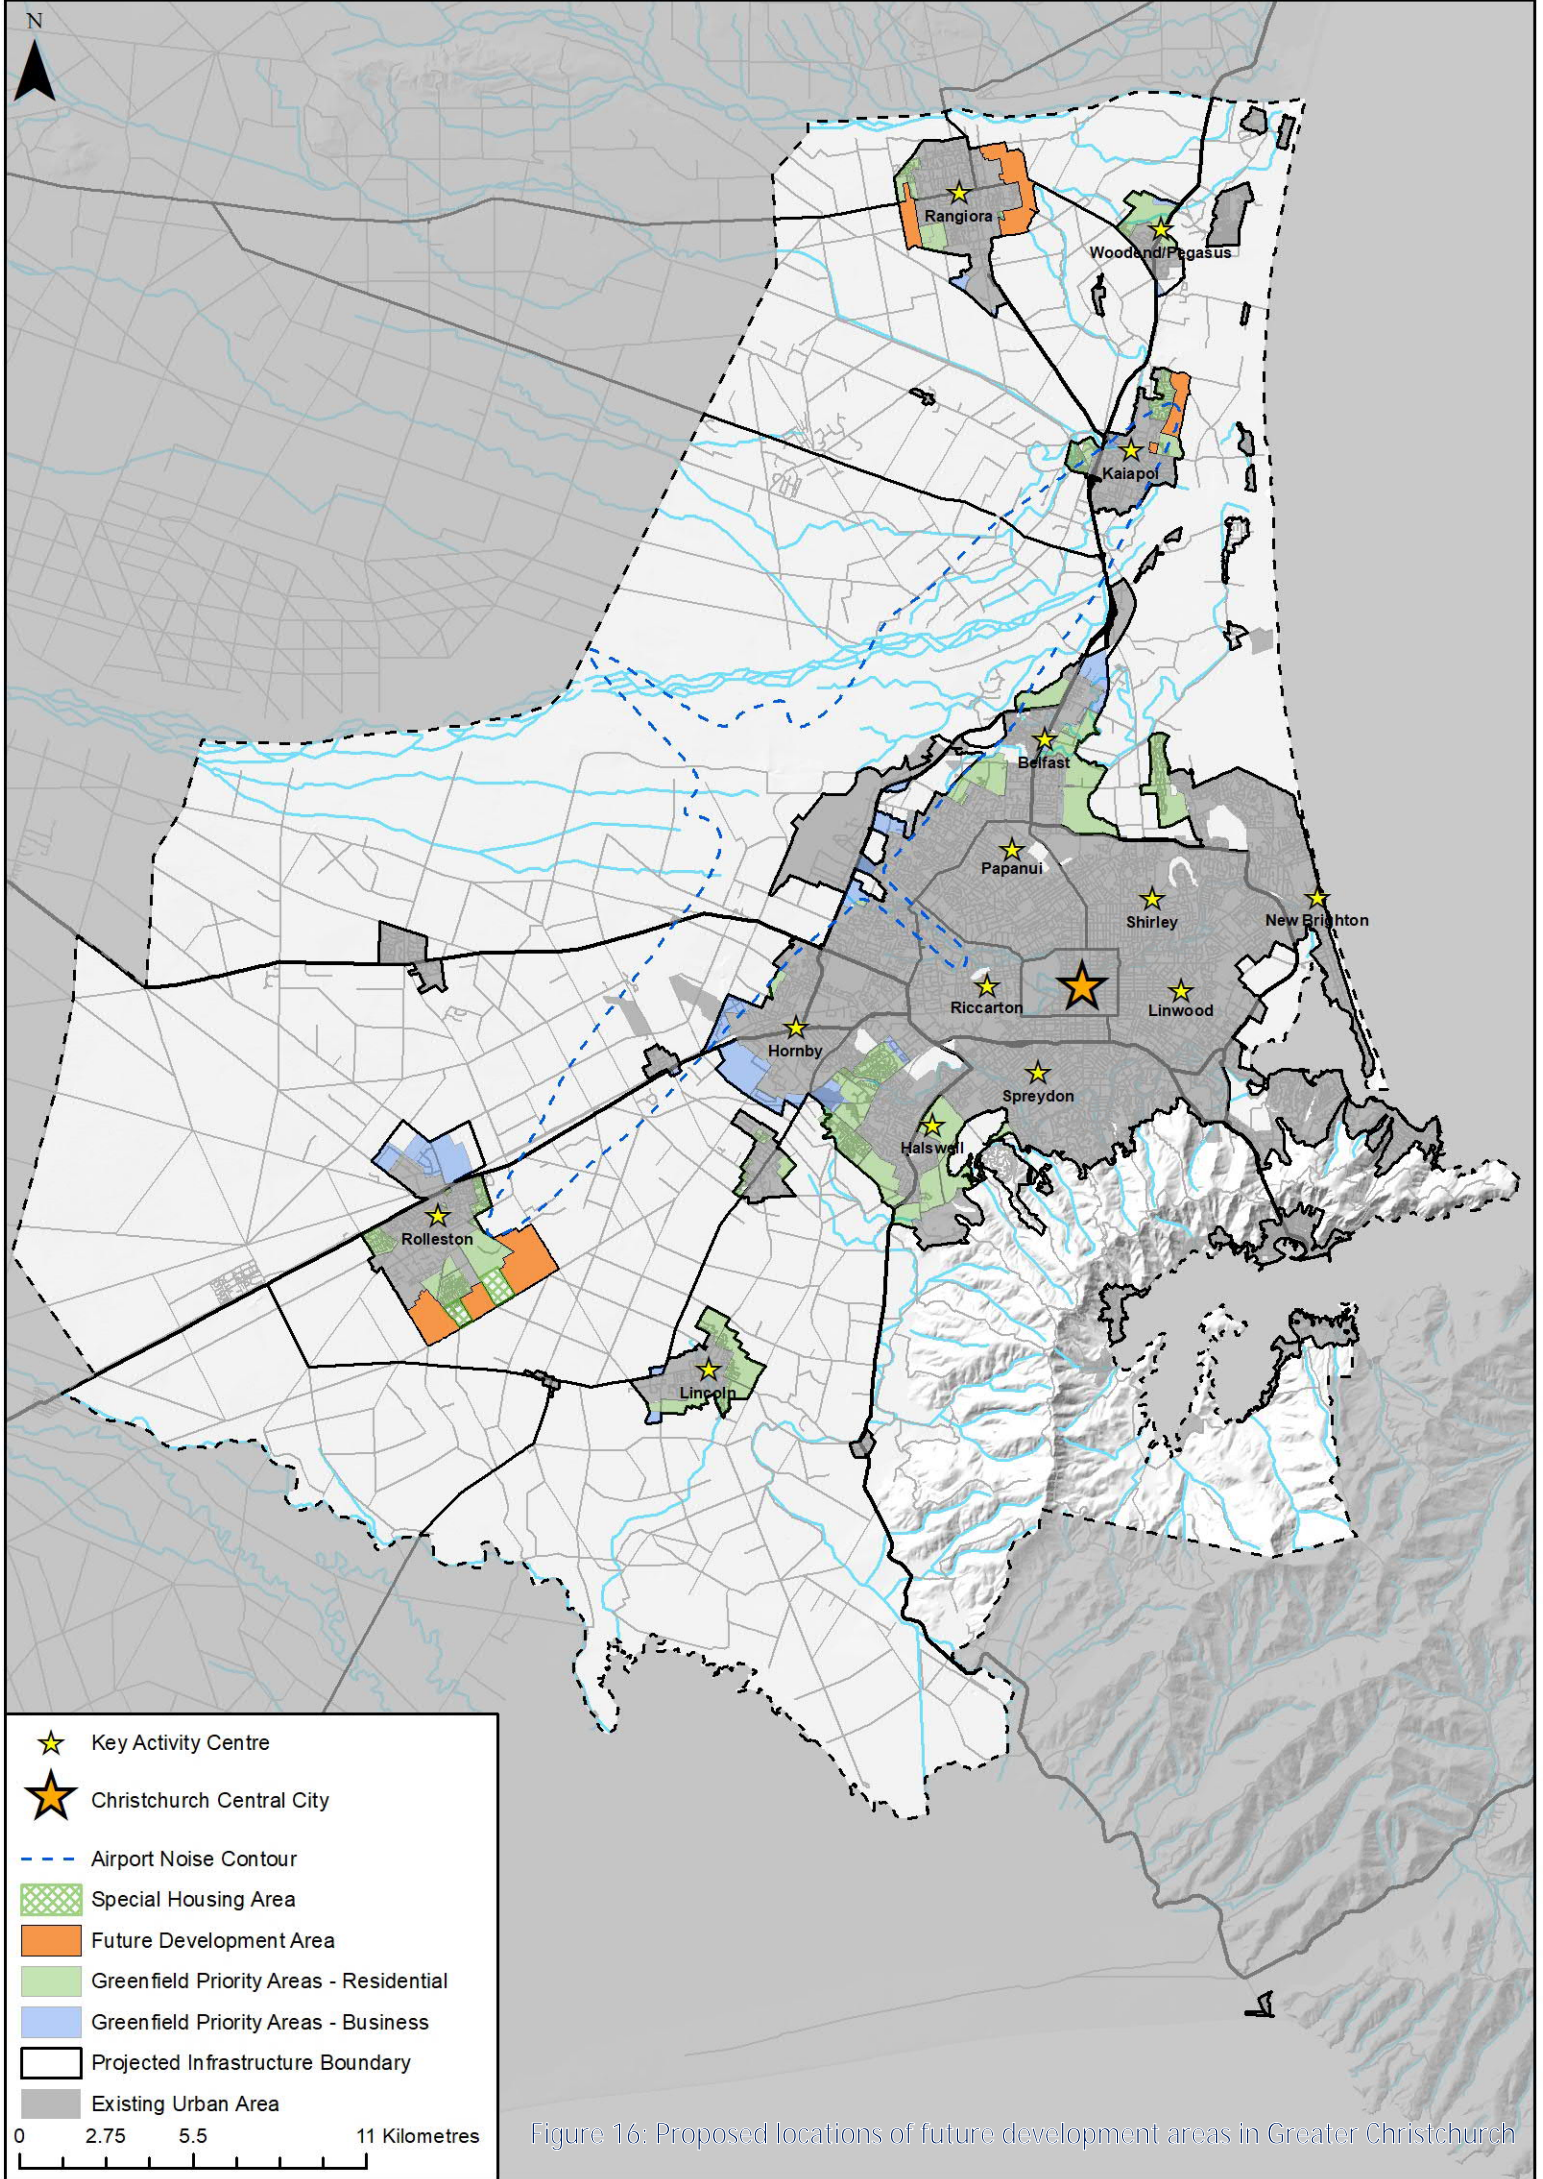 N
Rangiora
Woodend/Pegasus
Kaiapoi
Belfast
Papanui
Shirley
New Brighton
Riccarton
Linwood
Hornby
Spreydon
Halswell
Rolleston
Lincoln
Key Activity Centre
Christchurch Central City
Airport Noise Contour
Special Housing Area
Future Development Area
Greenfield Priority Areas - Residential
Greenfield Priority Areas - Business
Projected Infrastructure Boundary
Existing Urban Area
0 2.75 5.5 11 Kilometres
Figure 16: Proposed locations of future development areas in Greater Christchurch